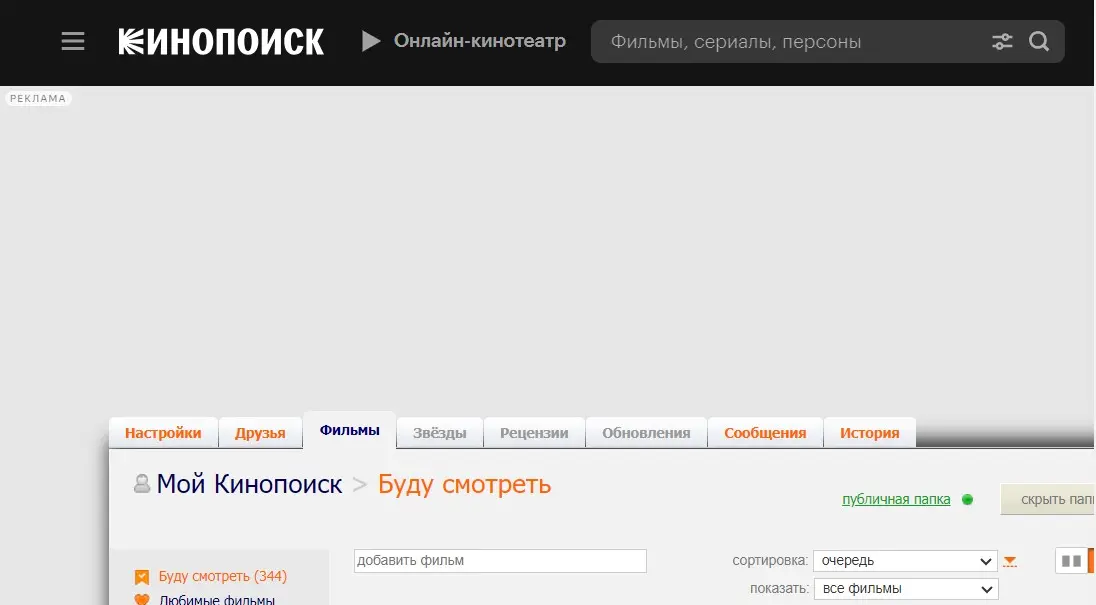 КИНОПОИСК Онлайн-кинотеатр Фильмы, сериалы, персоны
РЕКЛАМА
Настройки Друзья Фильмы Звёзды Рецензии Обновления Сообщения История
Мой Кинопоиск > Буду смотреть
публичная папка скрыть
добавить фильм сортировка: очередь
Буду смотреть (344)
показать: все фильмы
Любимые фильмы